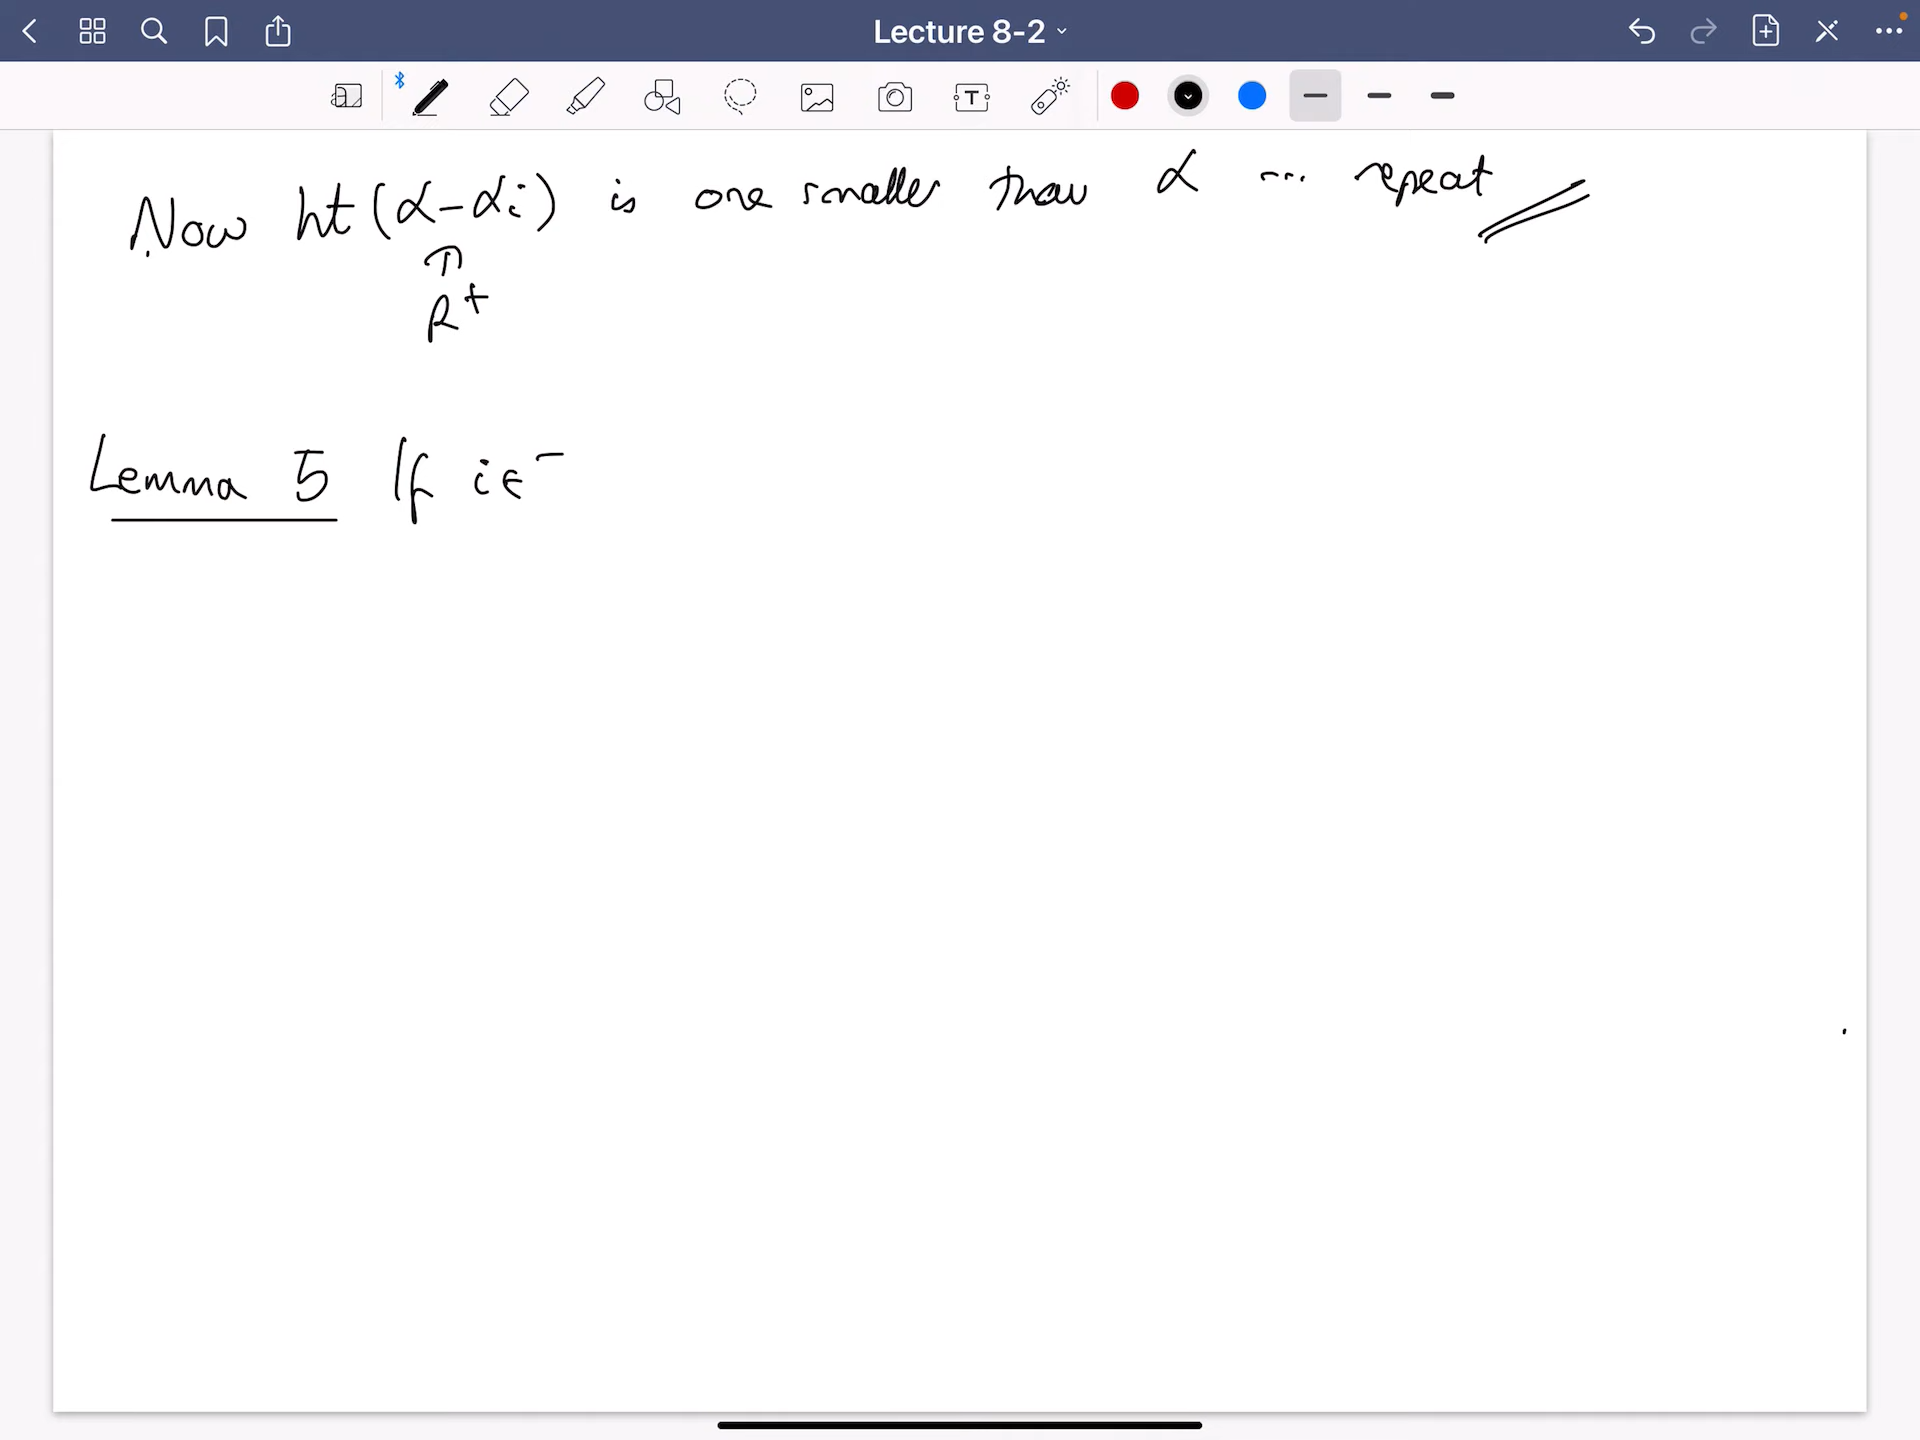 Lecture 8-2
Now ht(α-αi) is one smaller than α ... repeat
↑
R⁺
Lemma 5 If i∈